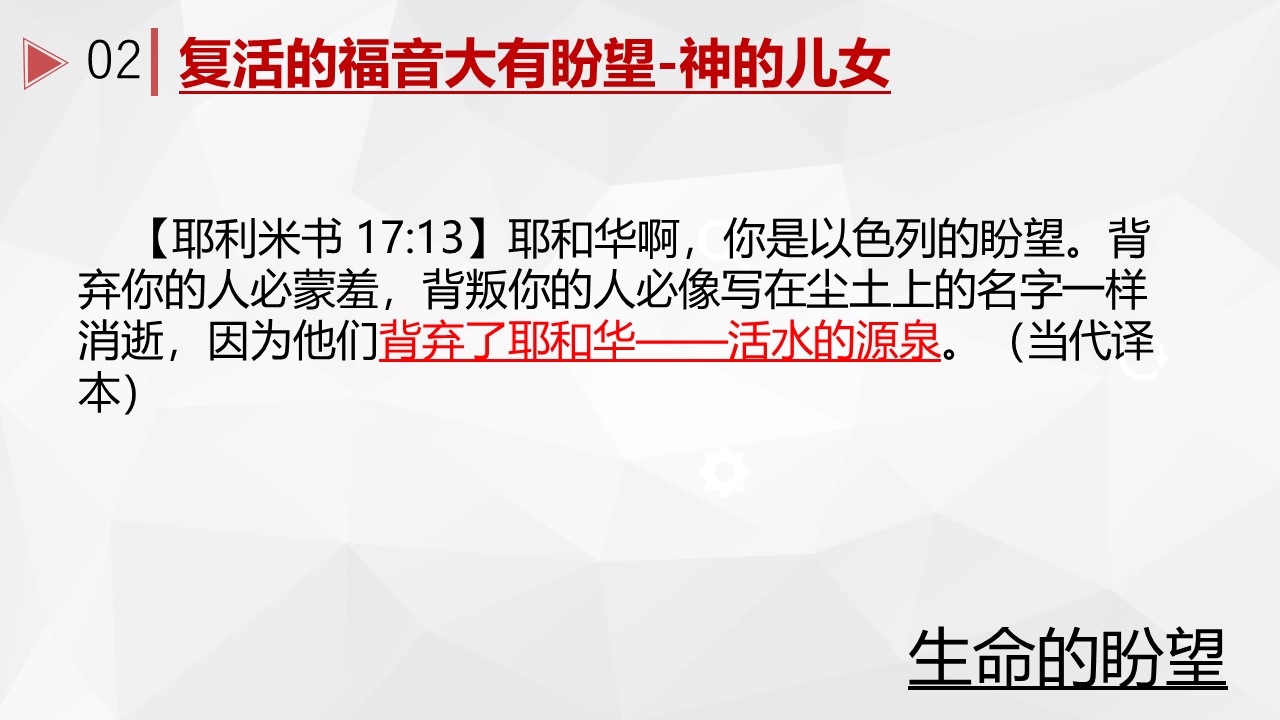 02 复活的福音大有盼望-神的儿女
【耶利米书 17:13】耶和华啊，你是以色列的盼望。背
弃你的人必蒙羞，背叛你的人必像写在尘土上的名字一样
消逝，因为他们背弃了耶和华——活水的源泉。（当代译
本）
生命的盼望